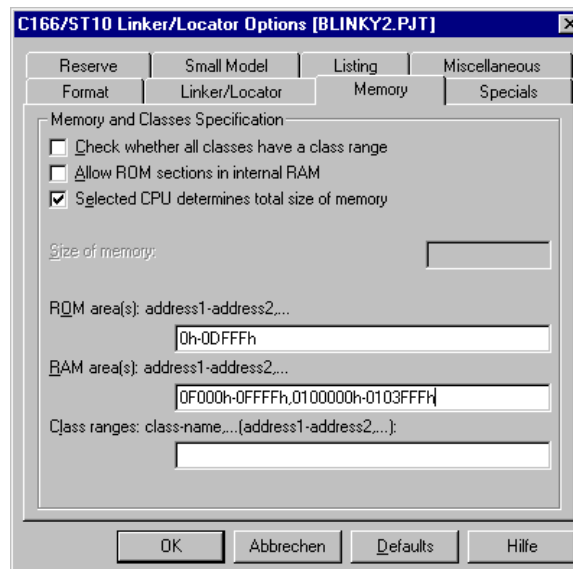 C166/ST10 Linker/Locator Options [BLINKY2.PJT]
Reserve Small Model Listing Miscellaneous
Format Linker/Locator Memory Specials
Memory and Classes Specification
Check whether all classes have a class range
Allow ROM sections in internal RAM
Selected CPU determines total size of memory
Size of memory:
ROM area(s): address1-address2,...
0h-0DFFFh
RAM area(s): address1-address2,...
0F000h-0FFFFh,0100000h-0103FFFh
Class ranges: class-name,...(address1-address2,...):
OK Abbrechen Defaults Hilfe